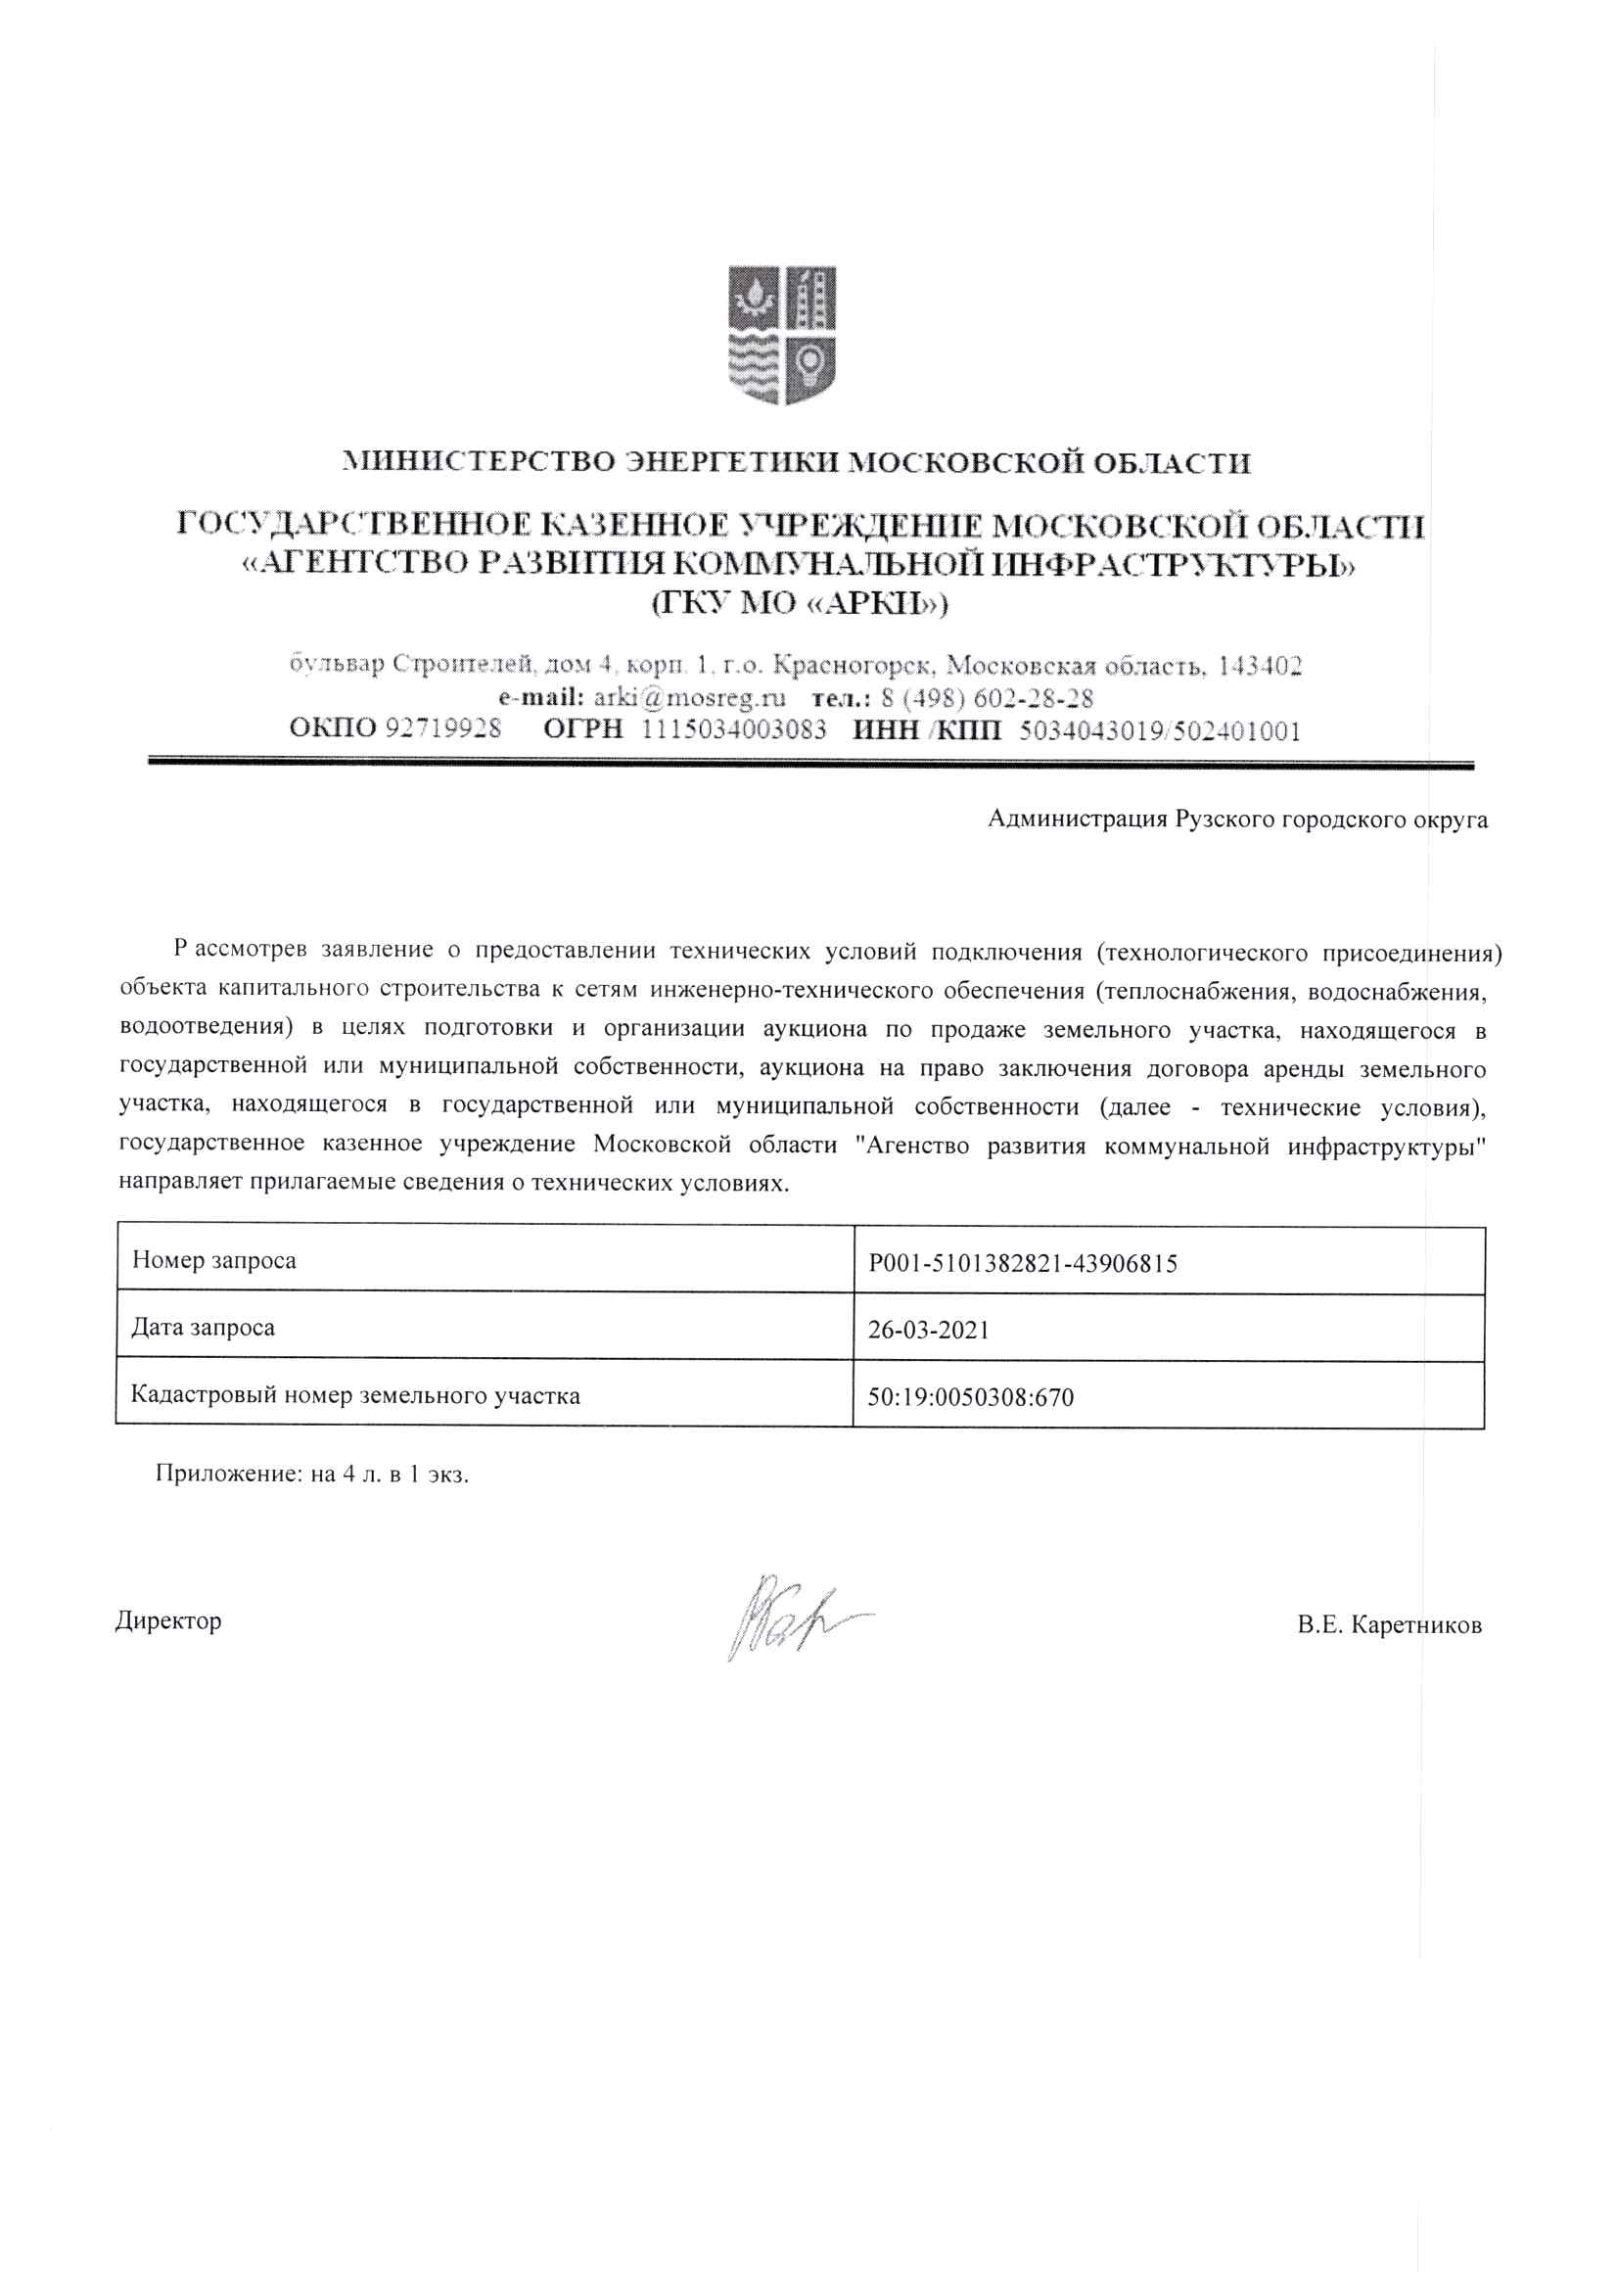 МИНИСТЕРСТВО ЭНЕРГЕТИКИ МОСКОВСКОЙ ОБЛАСТИ
ГОСУДАРСТВЕННОЕ КАЗЕННОЕ УЧРЕЖДЕНИЕ МОСКОВСКОЙ ОБЛАСТИ
«АГЕНТСТВО РАЗВИТИЯ КОММУНАЛЬНОЙ ИНФРАСТРУКТУРЫ»
(ГКУ МО «АРКИ»)
бульвар Строителей, дом 4, корп. 1, г.о. Красногорск, Московская область, 143402
e-mail: arki@mosreg.ru тел.: 8 (498) 602-28-28
ОКПО 92719928 ОГРН 1115034003083 ИНН /КПП 5034043019/502401001
Администрация Рузского городского округа
Р ассмотрев заявление о предоставлении технических условий подключения (технологического присоединения)
объекта капитального строительства к сетям инженерно-технического обеспечения (теплоснабжения, водоснабжения,
водоотведения) в целях подготовки и организации аукциона по продаже земельного участка, находящегося в
государственной или муниципальной собственности, аукциона на право заключения договора аренды земельного
участка, находящегося в государственной или муниципальной собственности (далее - технические условия),
государственное казенное учреждение Московской области "Агенство развития коммунальной инфраструктуры"
направляет прилагаемые сведения о технических условиях.
Номер запроса P001-5101382821-43906815
Дата запроса 26-03-2021
Кадастровый номер земельного участка 50:19:0050308:670
Приложение: на 4 л. в 1 экз.
Директор В.Е. Каретников